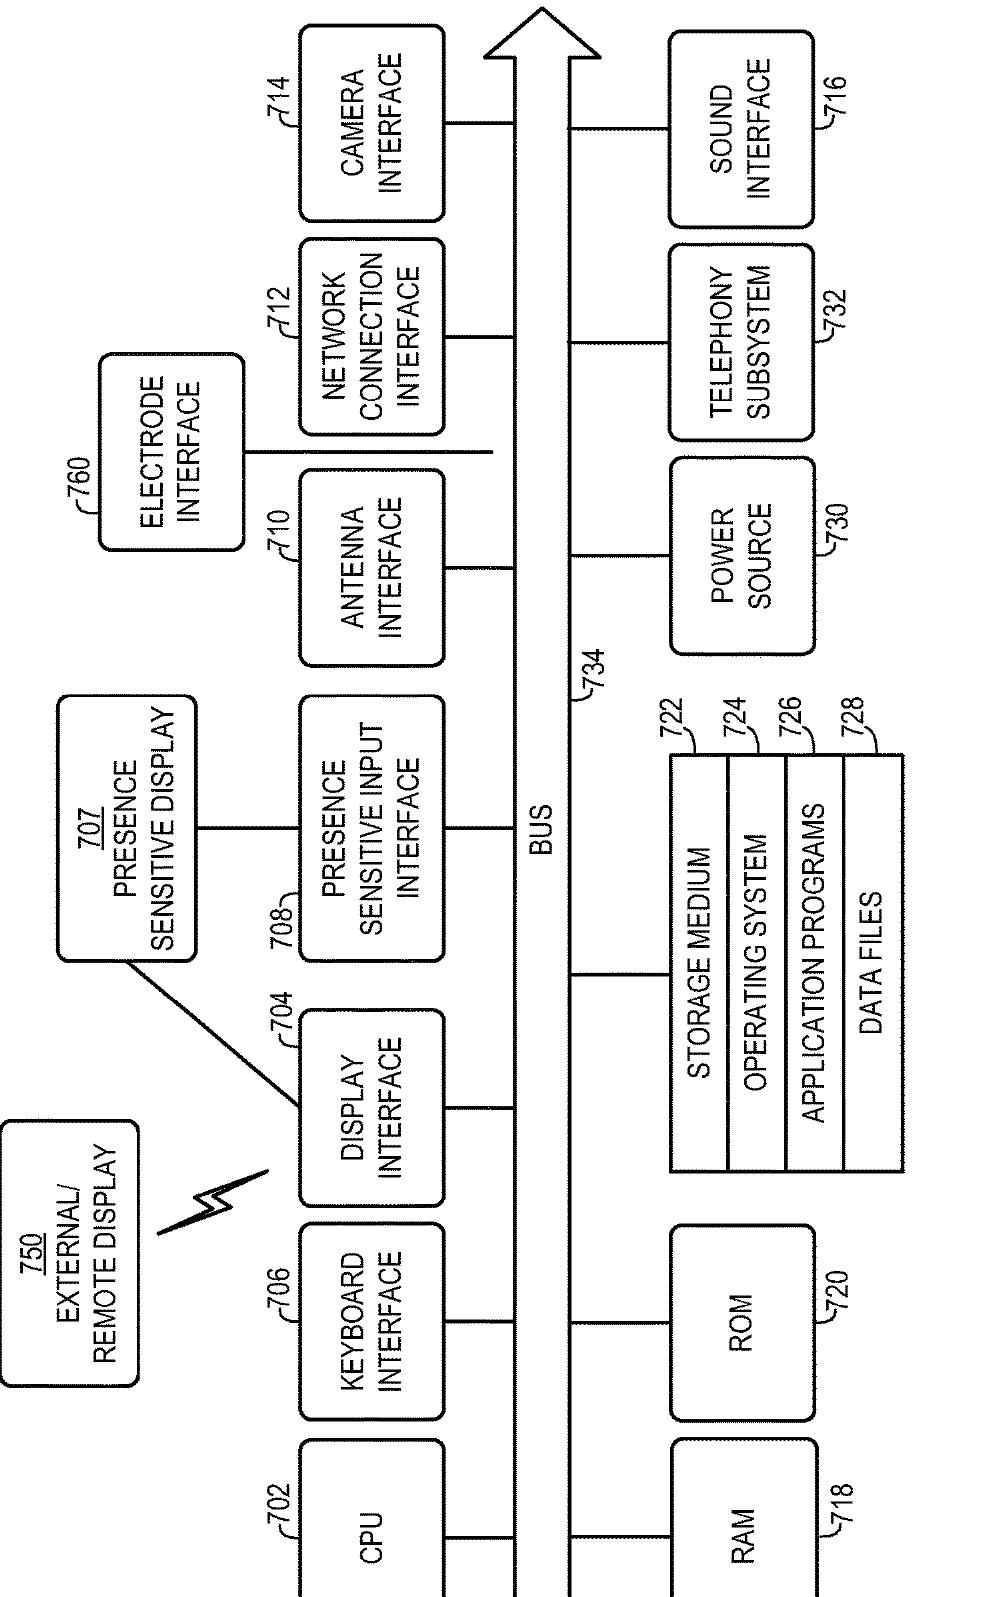 750
EXTERNAL/
REMOTE DISPLAY
707
PRESENCE
SENSITIVE DISPLAY
760
ELECTRODE
INTERFACE
702
CPU
706
KEYBOARD
INTERFACE
704
DISPLAY
INTERFACE
708
PRESENCE
SENSITIVE INPUT
INTERFACE
710
ANTENNA
INTERFACE
712
NETWORK
CONNECTION
INTERFACE
714
CAMERA
INTERFACE
BUS
734
RAM
718
ROM
720
STORAGE MEDIUM
722
OPERATING SYSTEM
724
APPLICATION PROGRAMS
726
DATA FILES
728
POWER
SOURCE
730
TELEPHONY
SUBSYSTEM
732
SOUND
INTERFACE
716